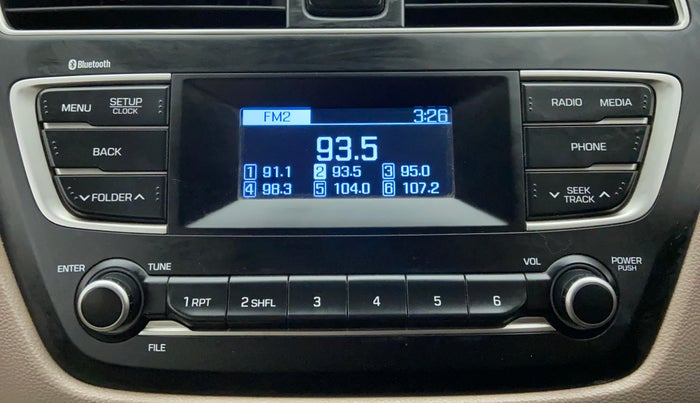 Bluetooth
MENU SETUP CLOCK
BACK
FOLDER
FM2 3:26
93.5
1 91.1 2 93.5 3 95.0
4 98.3 5 104.0 6 107.2
RADIO MEDIA
PHONE
SEEK TRACK
ENTER TUNE
FILE
1 RPT 2 SHFL 3 4 5 6
VOL POWER PUSH